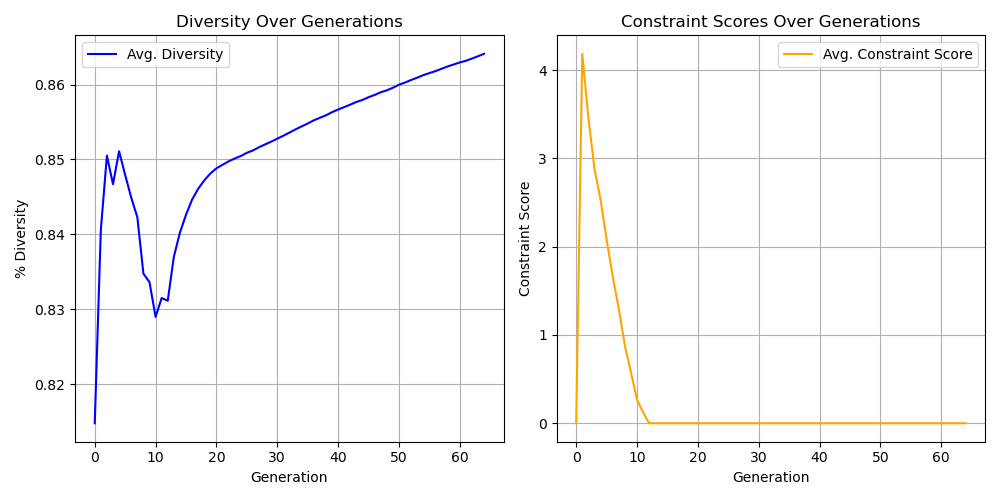 Diversity Over Generations
Avg. Diversity
% Diversity
0.86
0.85
0.84
0.83
0.82
0 10 20 30 40 50 60
Generation
Constraint Scores Over Generations
Avg. Constraint Score
Constraint Score
4
3
2
1
0
0 10 20 30 40 50 60
Generation